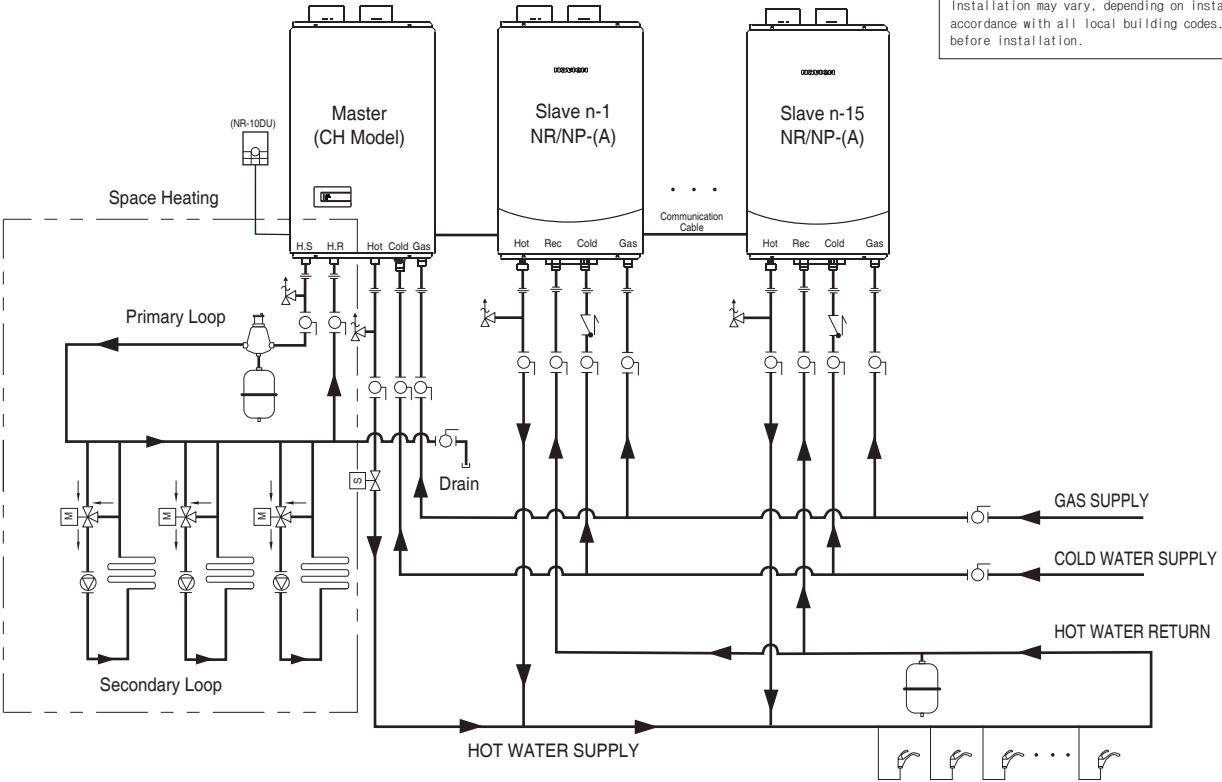 Installation may vary, depending on insta
accordance with all local building codes.
before installation.
Master
(CH Model)
NAVIEN
Slave n-1
NR/NP-(A)
NAVIEN
Slave n-15
NR/NP-(A)
(NR-10DU)
Space Heating
. . .
Communication
Cable
H.S H.R Hot Cold Gas
Hot Rec Cold Gas
Hot Rec Cold Gas
Primary Loop
S
Drain
M M M
GAS SUPPLY
COLD WATER SUPPLY
HOT WATER RETURN
Secondary Loop
HOT WATER SUPPLY
. . .